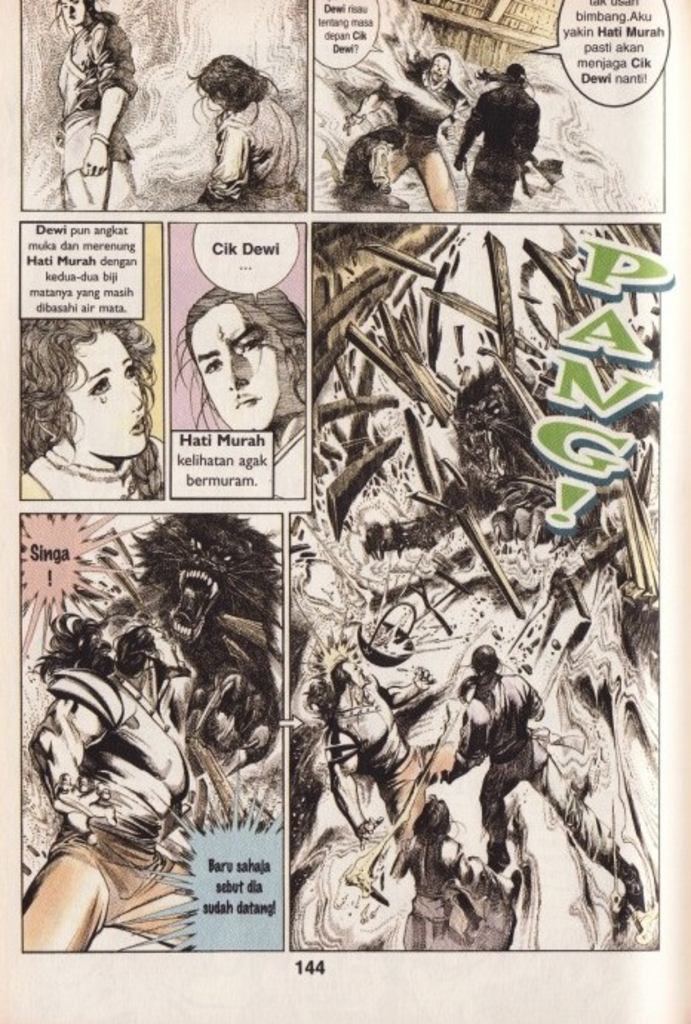 Dewi risau
tentang masa
depan Cik
Dewi?
tak usah
bimbang.Aku
yakin Hati Murah
pasti akan
menjaga Cik
Dewi nanti!
Dewi pun angkat
muka dan merenung
Hati Murah dengan
kedua-dua biji
matanya yang masih
dibasahi air mata.
Cik Dewi
...
Hati Murah
kelihatan agak
bermuram.
PANG!
Singa
!
Baru sahaja
sebut dia
sudah datang!
144